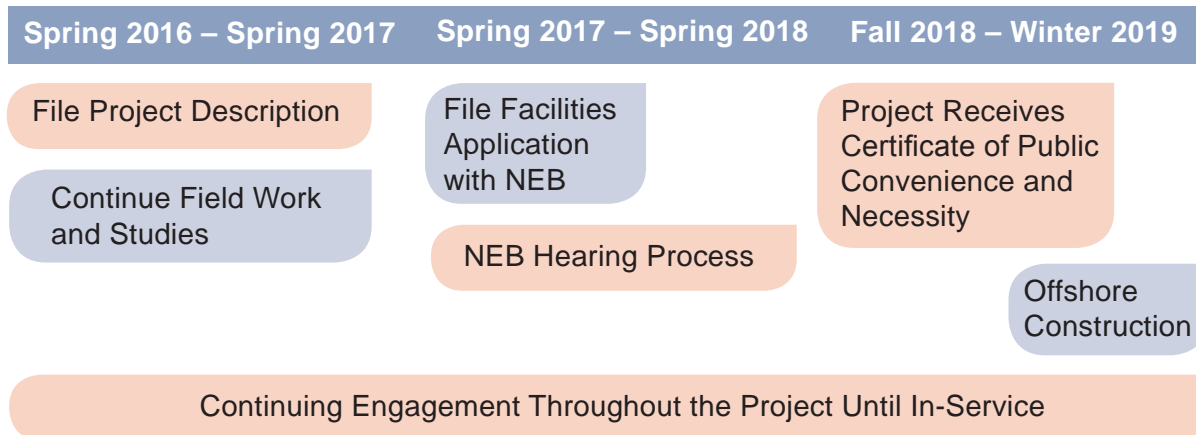 Spring 2016 – Spring 2017
Spring 2017 – Spring 2018
Fall 2018 – Winter 2019
File Project Description
Continue Field Work
and Studies
File Facilities
Application
with NEB
NEB Hearing Process
Project Receives
Certificate of Public
Convenience and
Necessity
Offshore
Construction
Continuing Engagement Throughout the Project Until In-Service